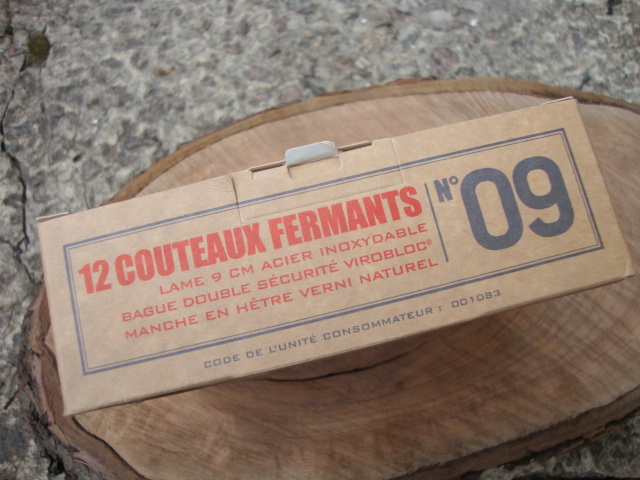 12 COUTEAUX FERMANTS
LAME 9 CM ACIER INOXYDABLE
BAGUE DOUBLE SÉCURITÉ VIROBLOC®
MANCHE EN HÊTRE VERNI NATUREL
N° 09
CODE DE L'UNITÉ CONSOMMATEUR : 001083